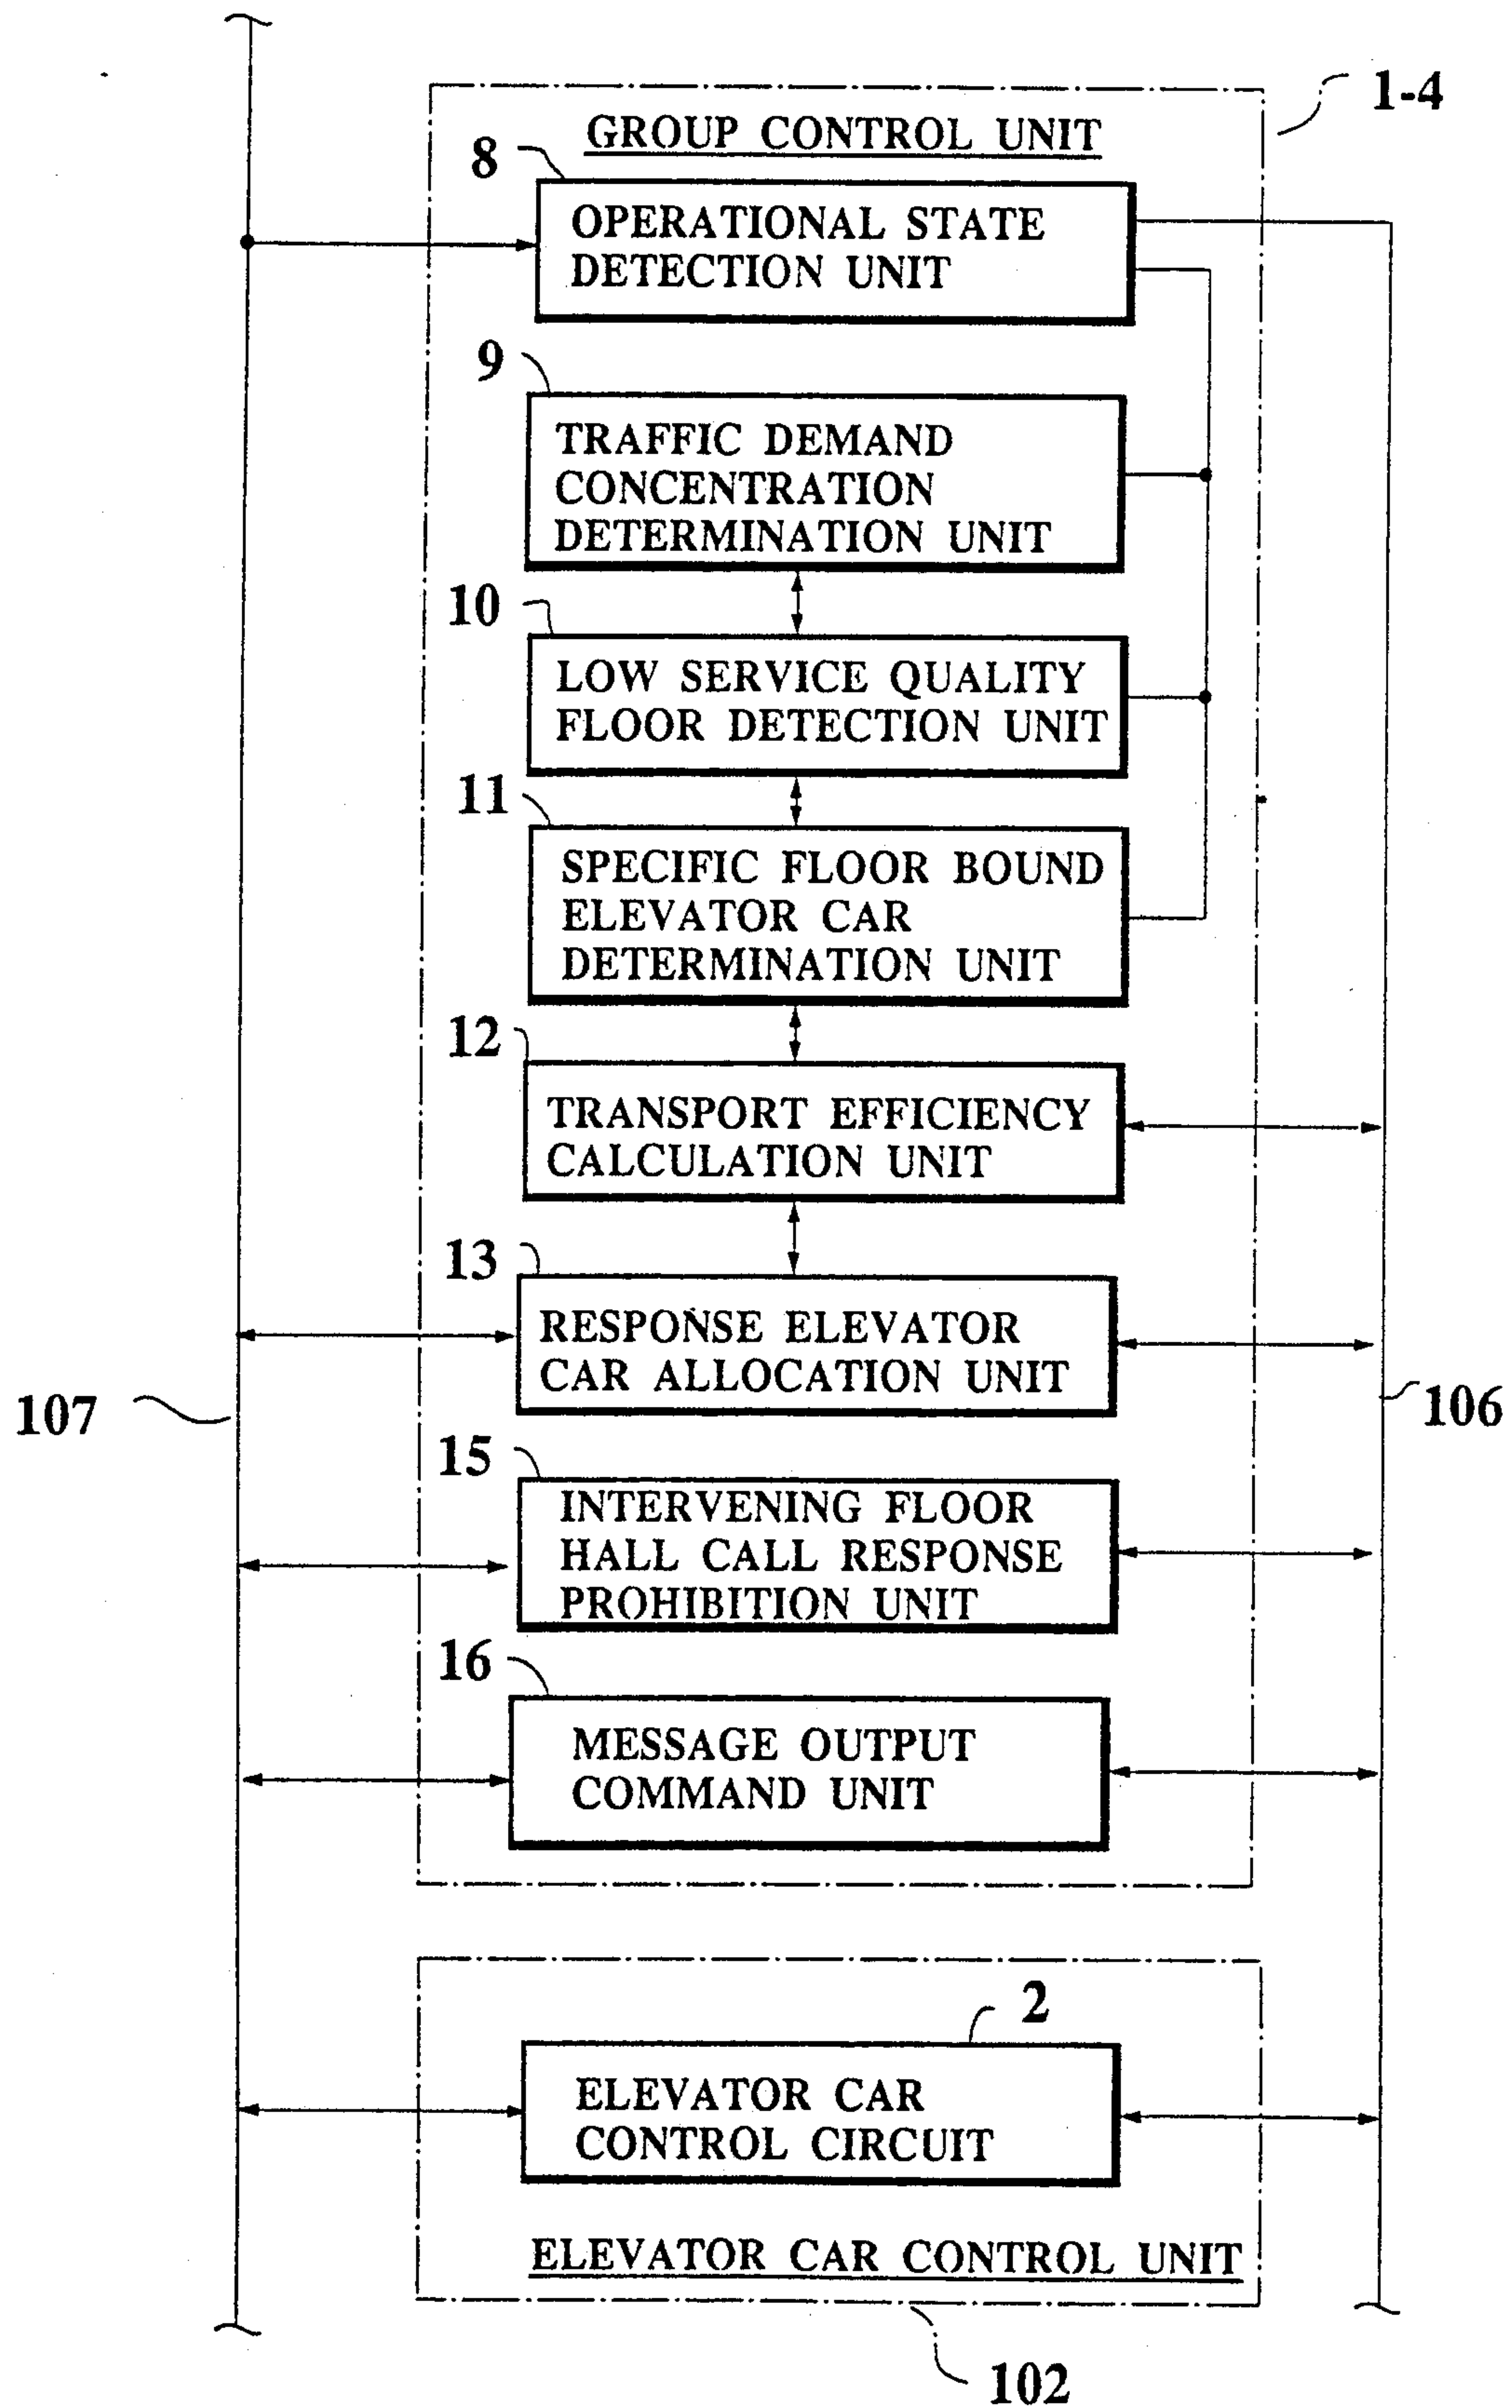 1-4
GROUP CONTROL UNIT
8
OPERATIONAL STATE
DETECTION UNIT
9
TRAFFIC DEMAND
CONCENTRATION
DETERMINATION UNIT
10
LOW SERVICE QUALITY
FLOOR DETECTION UNIT
11
SPECIFIC FLOOR BOUND
ELEVATOR CAR
DETERMINATION UNIT
12
TRANSPORT EFFICIENCY
CALCULATION UNIT
13
RESPONSE ELEVATOR
CAR ALLOCATION UNIT
107
106
15
INTERVENING FLOOR
HALL CALL RESPONSE
PROHIBITION UNIT
16
MESSAGE OUTPUT
COMMAND UNIT
2
ELEVATOR CAR
CONTROL CIRCUIT
ELEVATOR CAR CONTROL UNIT
102